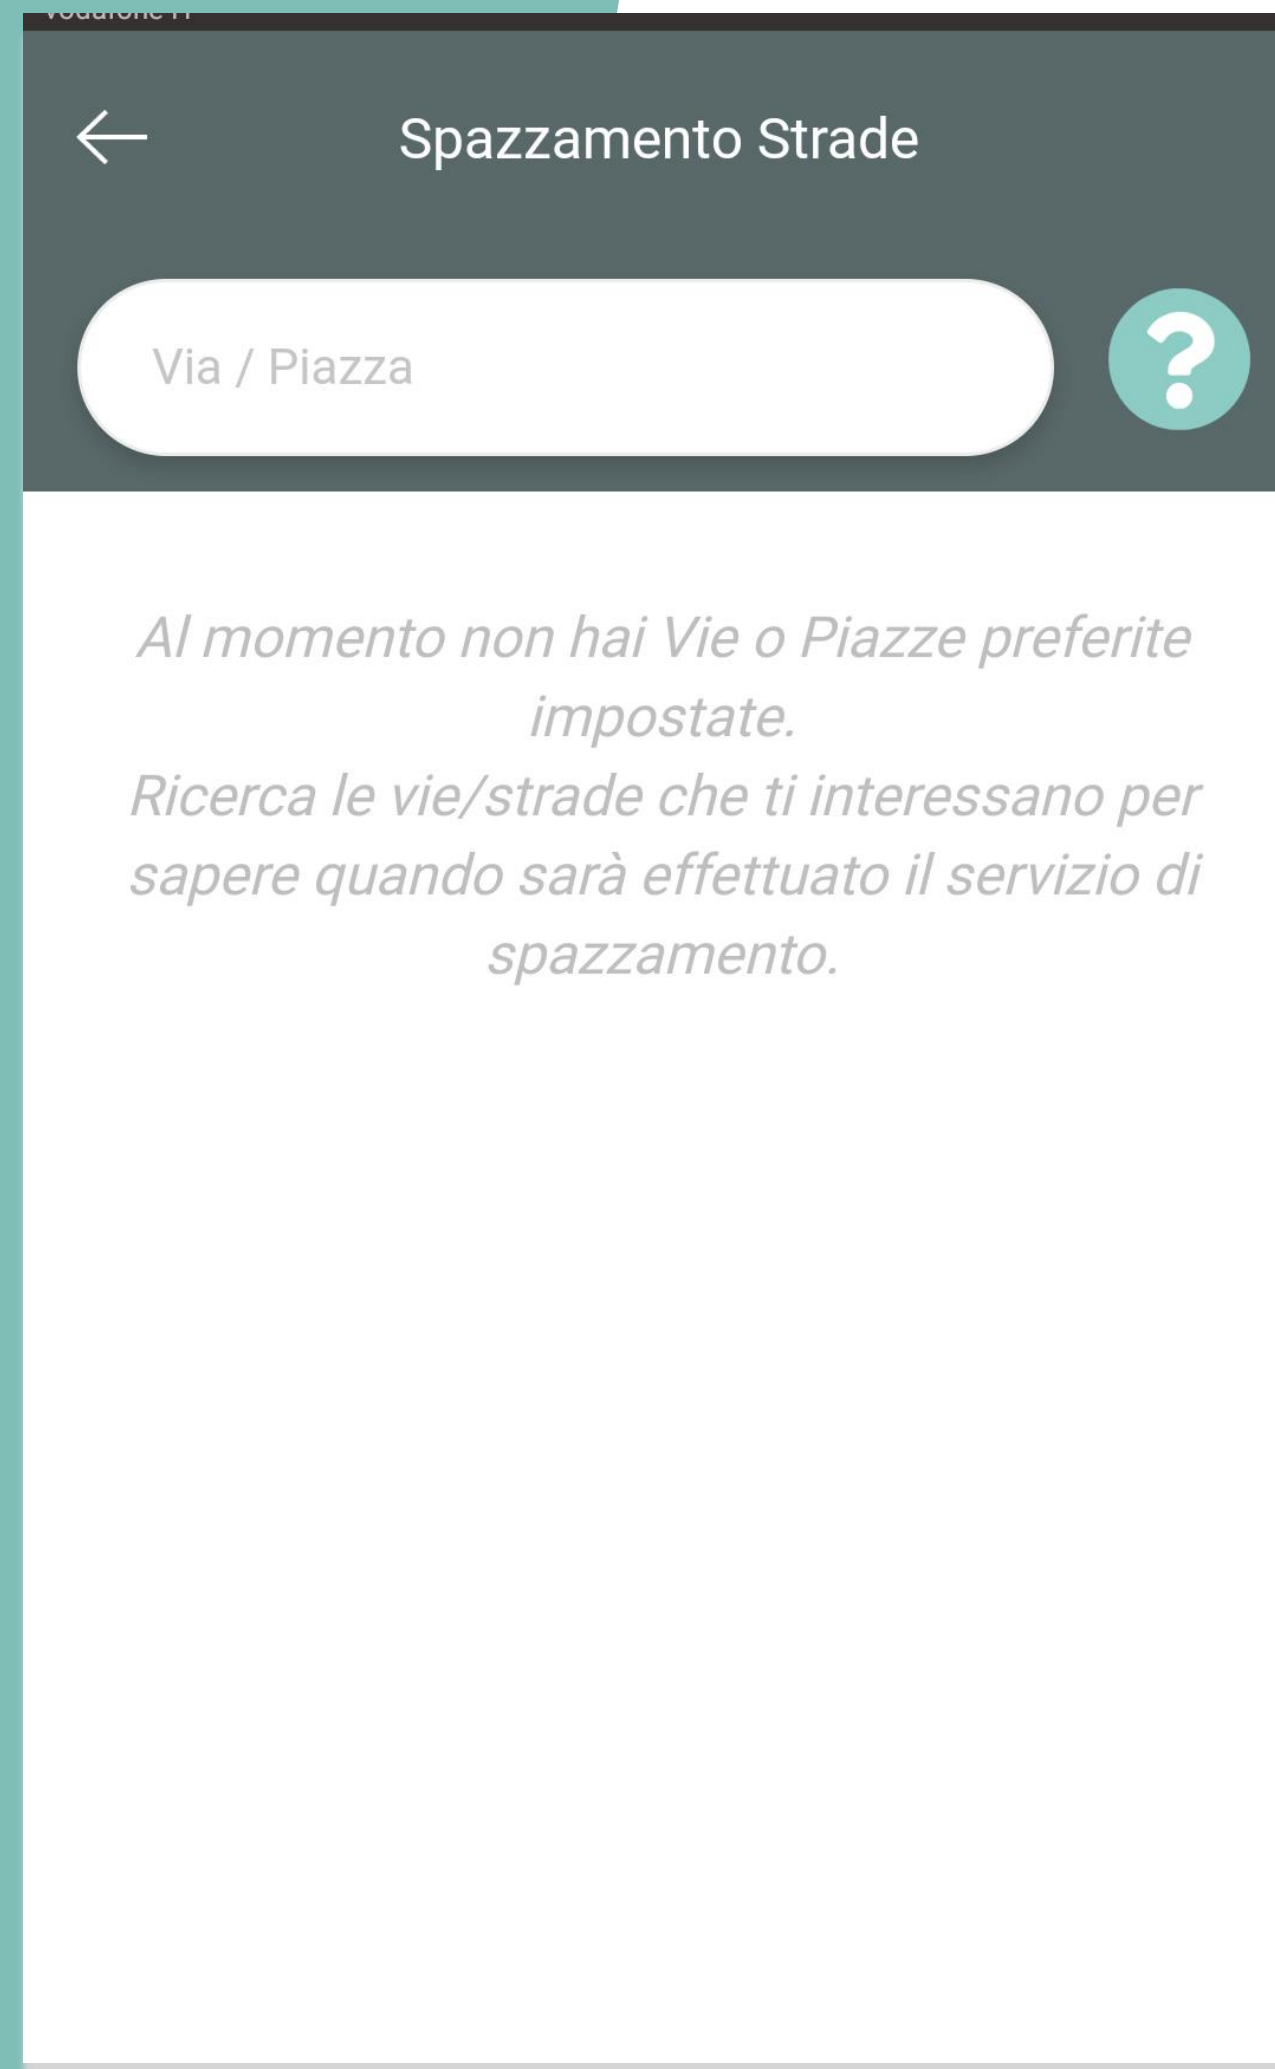 Spazzamento Strade
Via / Piazza
?
Al momento non hai Vie o Piazze preferite
impostate.
Ricerca le vie/strade che ti interessano per
sapere quando sarà effettuato il servizio di
spazzamento.